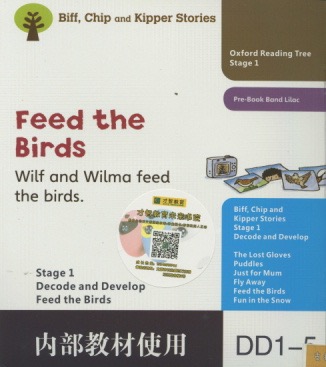 Biff, Chip and Kipper Stories
Oxford Reading Tree
Stage 1
Pre-Book Band Lilac
Feed the
Birds
Wilf and Wilma feed
the birds.
Biff, Chip and
Kipper Stories
Stage 1
Decode and Develop
The Lost Gloves
Puddles
Just for Mum
Fly Away
Feed the Birds
Fun in the Snow
Stage 1
Decode and Develop
Feed the Birds
内部教材使用
DD1-5